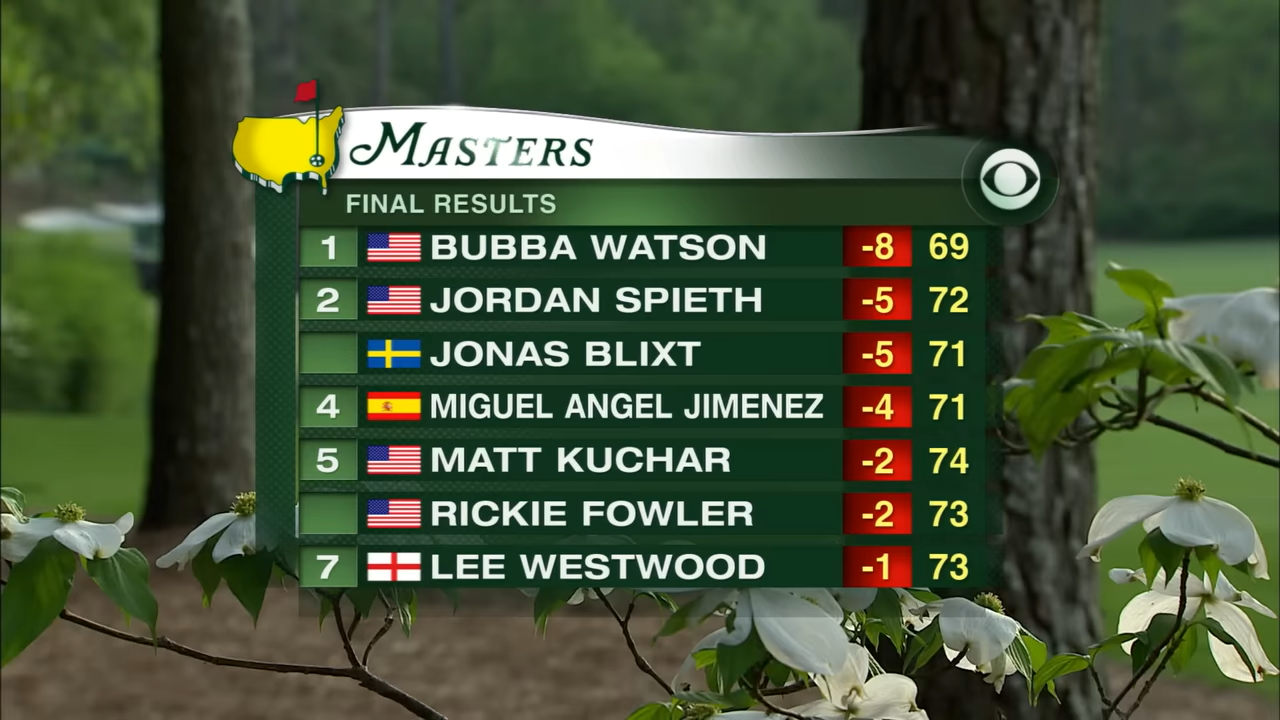 MASTERS
FINAL RESULTS
1 BUBBA WATSON -8 69
2 JORDAN SPIETH -5 72
JONAS BLIXT -5 71
4 MIGUEL ANGEL JIMENEZ -4 71
5 MATT KUCHAR -2 74
RICKIE FOWLER -2 73
7 LEE WESTWOOD -1 73